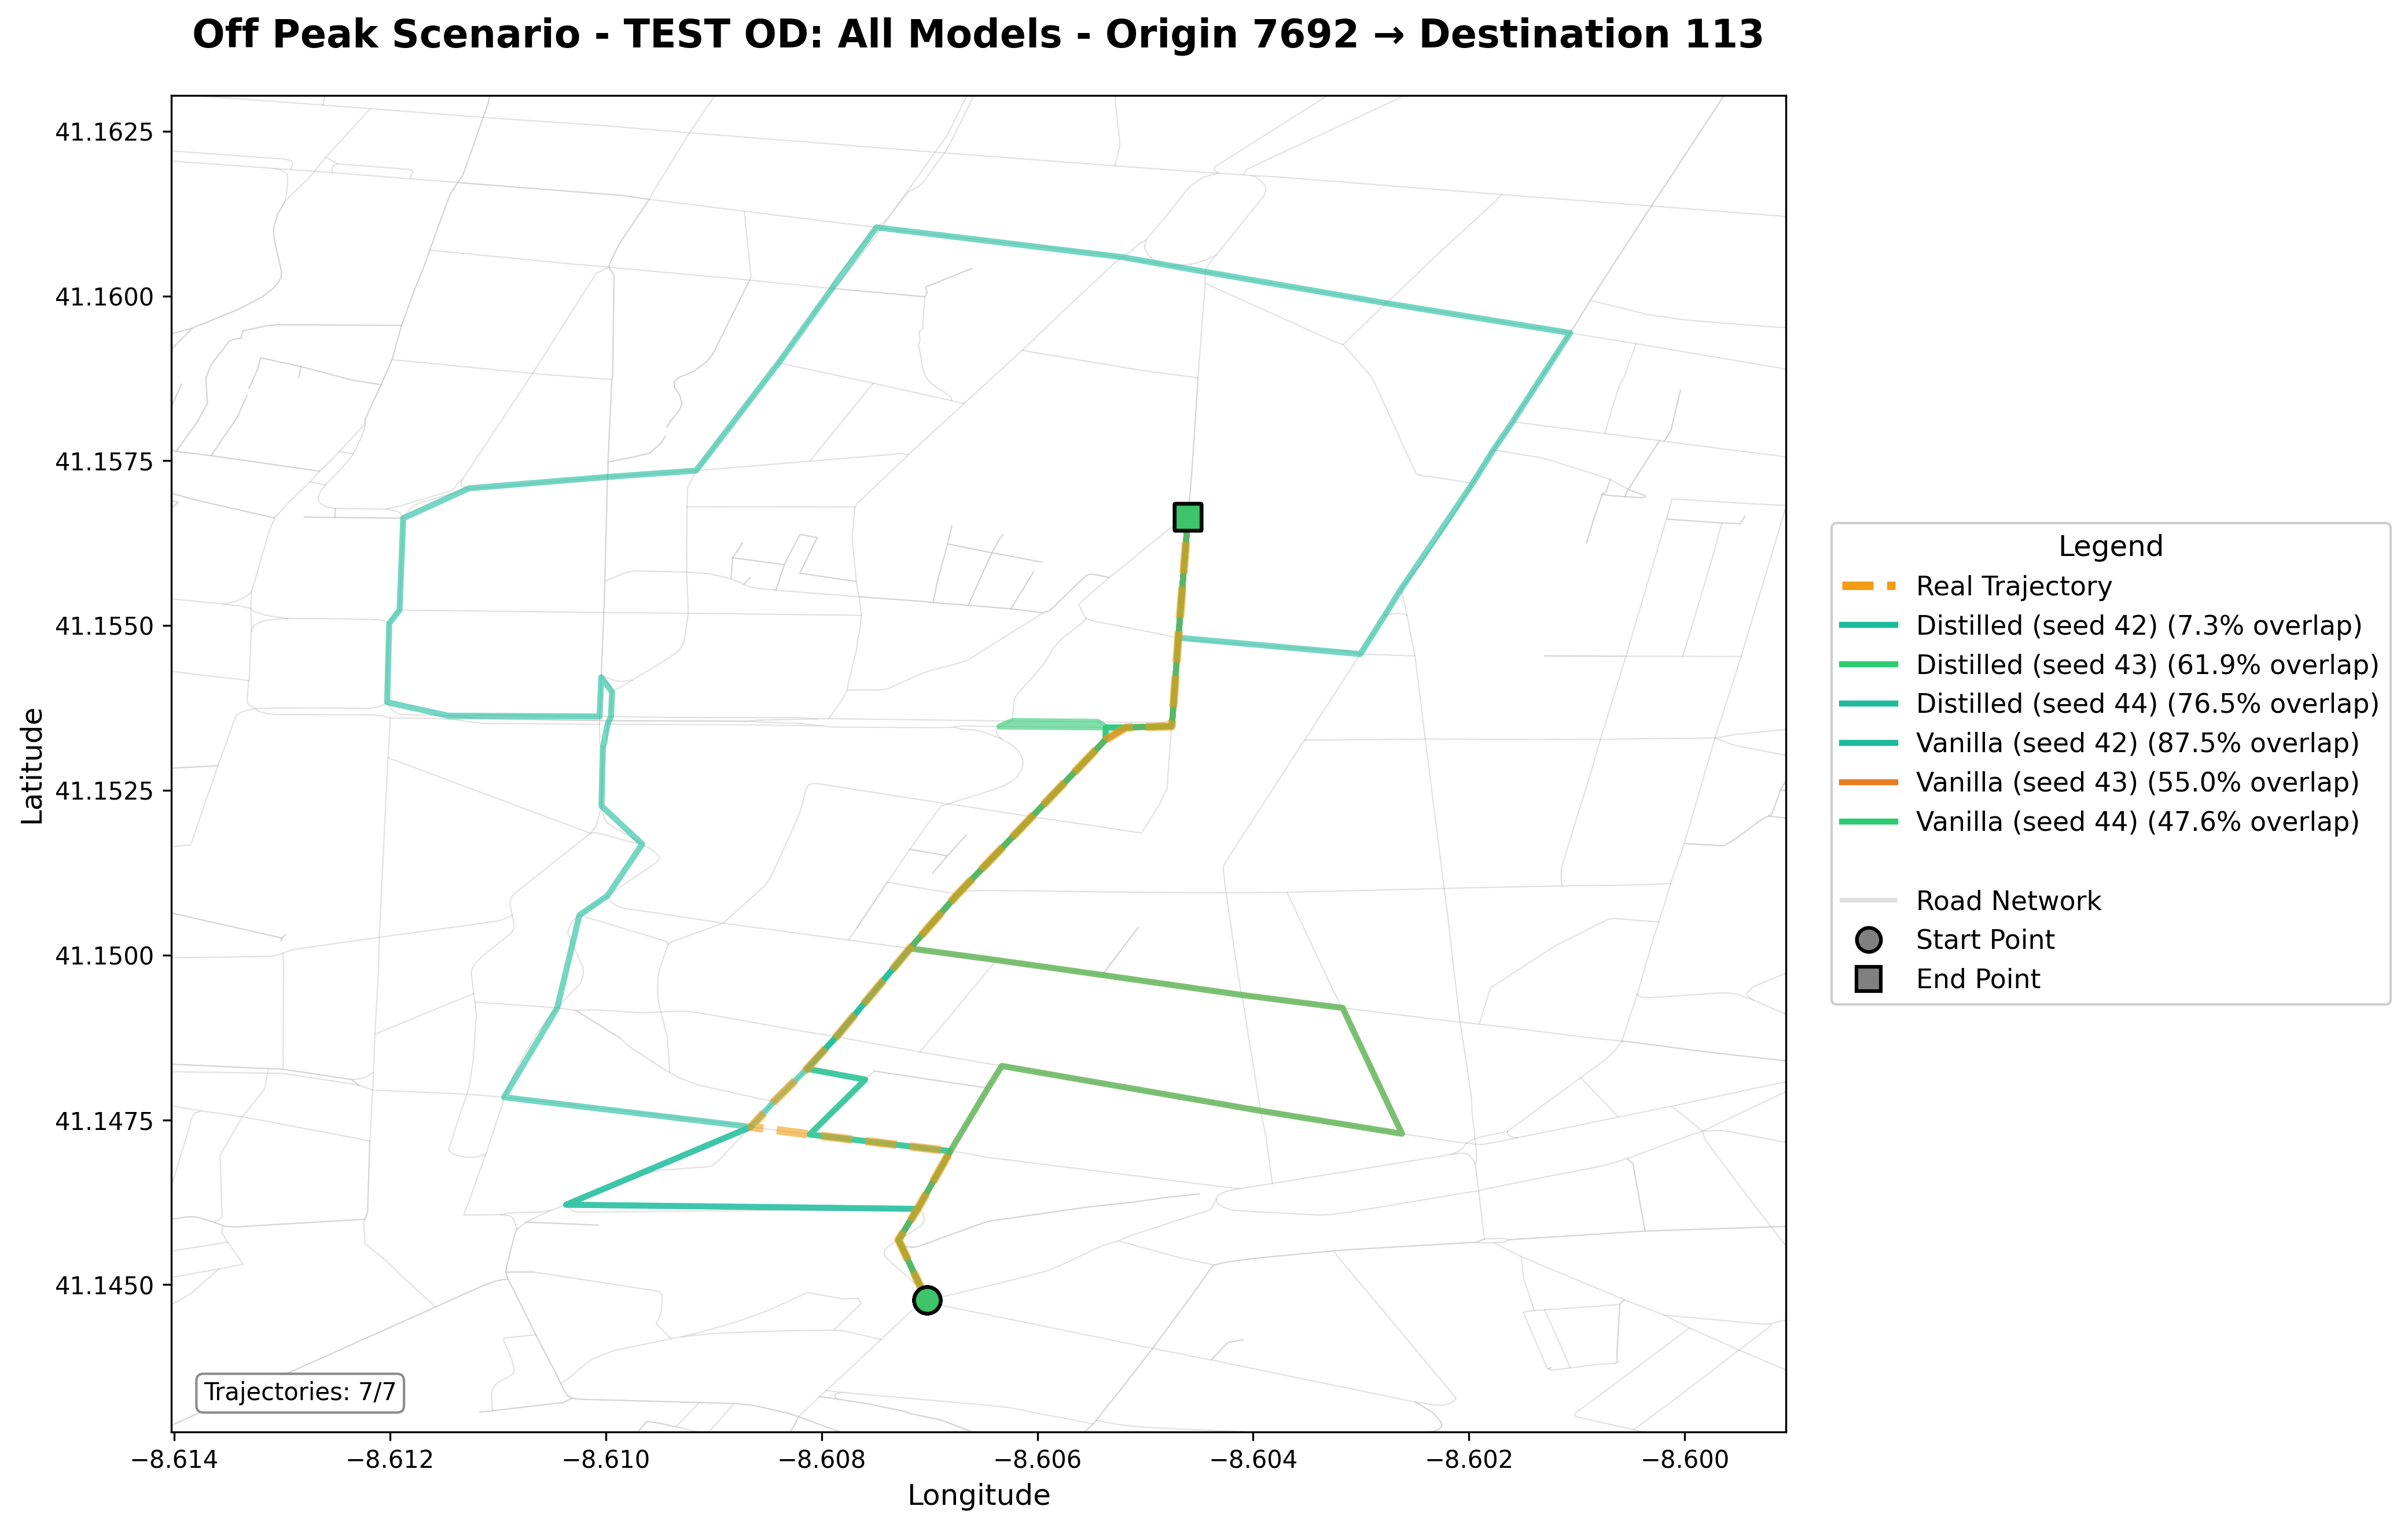 Off Peak Scenario - TEST OD: All Models - Origin 7692 → Destination 113
41.1625
41.1600
41.1575
41.1550
41.1525
41.1500
41.1475
41.1450
Latitude
−8.614
−8.612
−8.610
−8.608
−8.606
−8.604
−8.602
−8.600
Longitude
Trajectories: 7/7
Legend
Real Trajectory
Distilled (seed 42) (7.3% overlap)
Distilled (seed 43) (61.9% overlap)
Distilled (seed 44) (76.5% overlap)
Vanilla (seed 42) (87.5% overlap)
Vanilla (seed 43) (55.0% overlap)
Vanilla (seed 44) (47.6% overlap)
Road Network
Start Point
End Point